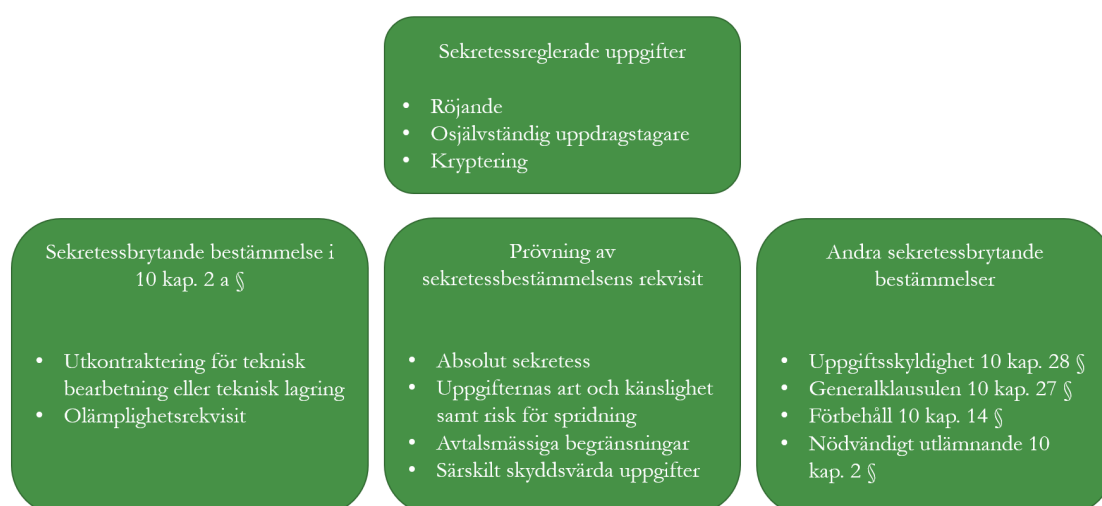 Sekretessreglerade uppgifter
• Röjande
• Osjälvständig uppdragstagare
• Kryptering
Sekretessbrytande bestämmelse i
10 kap. 2 a §
• Utkontraktering för teknisk
bearbetning eller teknisk lagring
• Olämplighetsrekvisit
Prövning av
sekretessbestämmelsens rekvisit
• Absolut sekretess
• Uppgifternas art och känslighet
samt risk för spridning
• Avtalsmässiga begränsningar
• Särskilt skyddsvärda uppgifter
Andra sekretessbrytande
bestämmelser
• Uppgiftsskyldighet 10 kap. 28 §
• Generalklausulen 10 kap. 27 §
• Förbehåll 10 kap. 14 §
• Nödvändigt utlämnande 10
kap. 2 §